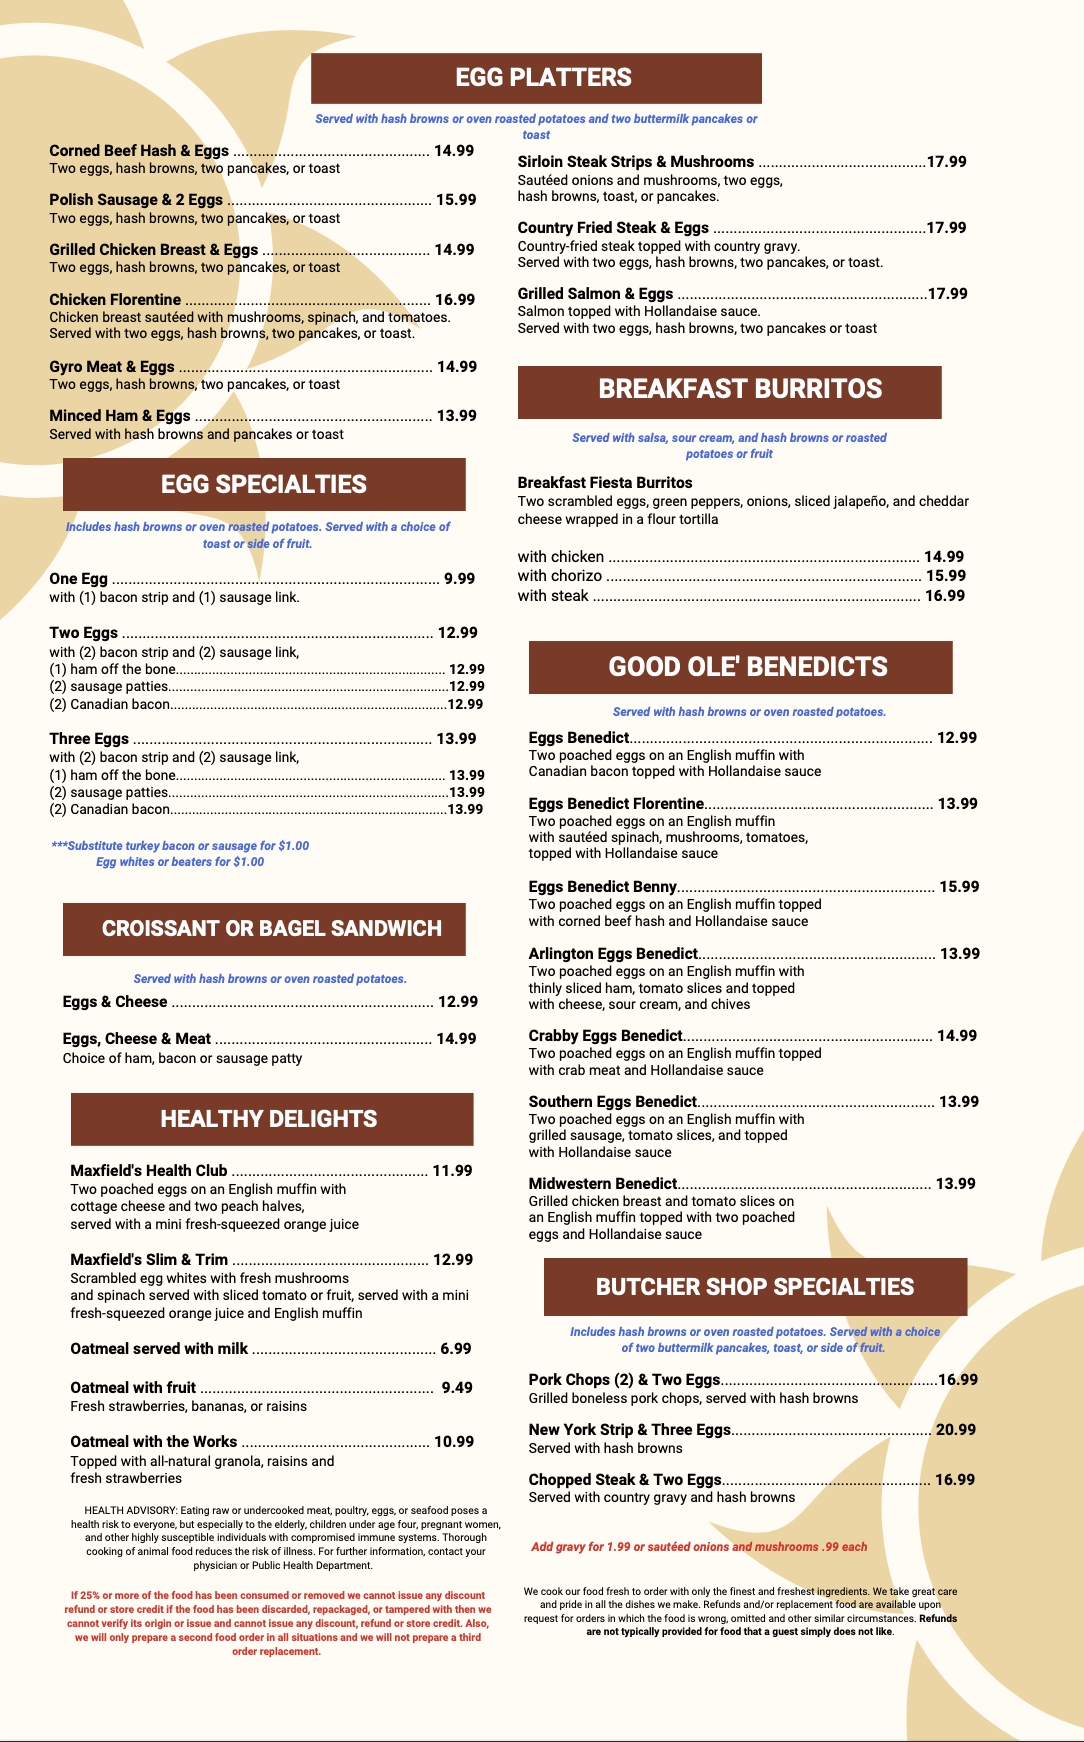 EGG PLATTERS
Served with hash browns or oven roasted potatoes and two buttermilk pancakes or
toast
Corned Beef Hash & Eggs ................................................ 14.99
Two eggs, hash browns, two pancakes, or toast
Polish Sausage & 2 Eggs .................................................. 15.99
Two eggs, hash browns, two pancakes, or toast
Grilled Chicken Breast & Eggs ......................................... 14.99
Two eggs, hash browns, two pancakes, or toast
Chicken Florentine ............................................................ 16.99
Chicken breast sautéed with mushrooms, spinach, and tomatoes.
Served with two eggs, hash browns, two pancakes, or toast.
Gyro Meat & Eggs .............................................................. 14.99
Two eggs, hash browns, two pancakes, or toast
Minced Ham & Eggs .......................................................... 13.99
Served with hash browns and pancakes or toast
Sirloin Steak Strips & Mushrooms .........................................17.99
Sautéed onions and mushrooms, two eggs,
hash browns, toast, or pancakes.
Country Fried Steak & Eggs ....................................................17.99
Country-fried steak topped with country gravy.
Served with two eggs, hash browns, two pancakes, or toast.
Grilled Salmon & Eggs .............................................................17.99
Salmon topped with Hollandaise sauce.
Served with two eggs, hash browns, two pancakes or toast
EGG SPECIALTIES
Includes hash browns or oven roasted potatoes. Served with a choice of
toast or side of fruit.
One Egg ................................................................................ 9.99
with (1) bacon strip and (1) sausage link.
Two Eggs ............................................................................ 12.99
with (2) bacon strip and (2) sausage link,
(1) ham off the bone......................................................................... 12.99
(2) sausage patties............................................................................12.99
(2) Canadian bacon...........................................................................12.99
Three Eggs ......................................................................... 13.99
with (2) bacon strip and (2) sausage link,
(1) ham off the bone......................................................................... 13.99
(2) sausage patties............................................................................13.99
(2) Canadian bacon...........................................................................13.99
***Substitute turkey bacon or sausage for $1.00
Egg whites or beaters for $1.00
CROISSANT OR BAGEL SANDWICH
Served with hash browns or oven roasted potatoes.
Eggs & Cheese ................................................................ 12.99
Eggs, Cheese & Meat ..................................................... 14.99
Choice of ham, bacon or sausage patty
HEALTHY DELIGHTS
Maxfield's Health Club ................................................ 11.99
Two poached eggs on an English muffin with
cottage cheese and two peach halves,
served with a mini fresh-squeezed orange juice
Maxfield's Slim & Trim ................................................ 12.99
Scrambled egg whites with fresh mushrooms
and spinach served with sliced tomato or fruit, served with a mini
fresh-squeezed orange juice and English muffin
Oatmeal served with milk ............................................. 6.99
Oatmeal with fruit ......................................................... 9.49
Fresh strawberries, bananas, or raisins
Oatmeal with the Works .............................................. 10.99
Topped with all-natural granola, raisins and
fresh strawberries
HEALTH ADVISORY: Eating raw or undercooked meat, poultry, eggs, or seafood poses a
health risk to everyone, but especially to the elderly, children under age four, pregnant women,
and other highly susceptible individuals with compromised immune systems. Thorough
cooking of animal food reduces the risk of illness. For further information, contact your
physician or Public Health Department.
If 25% or more of the food has been consumed or removed we cannot issue any discount
refund or store credit if the food has been discarded, repackaged, or tampered with then we
cannot verify its origin or issue and cannot issue any discount, refund or store credit. Also,
we will only prepare a second food order in all situations and we will not prepare a third
order replacement.
BREAKFAST BURRITOS
Served with salsa, sour cream, and hash browns or roasted
potatoes or fruit
Breakfast Fiesta Burritos
Two scrambled eggs, green peppers, onions, sliced jalapeño, and cheddar
cheese wrapped in a flour tortilla
with chicken ............................................................................ 14.99
with chorizo ............................................................................. 15.99
with steak ................................................................................ 16.99
GOOD OLE' BENEDICTS
Served with hash browns or oven roasted potatoes.
Eggs Benedict.......................................................................... 12.99
Two poached eggs on an English muffin with
Canadian bacon topped with Hollandaise sauce
Eggs Benedict Florentine........................................................ 13.99
Two poached eggs on an English muffin
with sautéed spinach, mushrooms, tomatoes,
topped with Hollandaise sauce
Eggs Benedict Benny............................................................... 15.99
Two poached eggs on an English muffin topped
with corned beef hash and Hollandaise sauce
Arlington Eggs Benedict.......................................................... 13.99
Two poached eggs on an English muffin with
thinly sliced ham, tomato slices and topped
with cheese, sour cream, and chives
Crabby Eggs Benedict............................................................. 14.99
Two poached eggs on an English muffin topped
with crab meat and Hollandaise sauce
Southern Eggs Benedict.......................................................... 13.99
Two poached eggs on an English muffin with
grilled sausage, tomato slices, and topped
with Hollandaise sauce
Midwestern Benedict.............................................................. 13.99
Grilled chicken breast and tomato slices on
an English muffin topped with two poached
eggs and Hollandaise sauce
BUTCHER SHOP SPECIALTIES
Includes hash browns or oven roasted potatoes. Served with a choice
of two buttermilk pancakes, toast, or side of fruit.
Pork Chops (2) & Two Eggs.....................................................16.99
Grilled boneless pork chops, served with hash browns
New York Strip & Three Eggs................................................. 20.99
Served with hash browns
Chopped Steak & Two Eggs................................................... 16.99
Served with country gravy and hash browns
Add gravy for 1.99 or sautéed onions and mushrooms .99 each
We cook our food fresh to order with only the finest and freshest ingredients. We take great care
and pride in all the dishes we make. Refunds and/or replacement food are available upon
request for orders in which the food is wrong, omitted and other similar circumstances. Refunds
are not typically provided for food that a guest simply does not like.